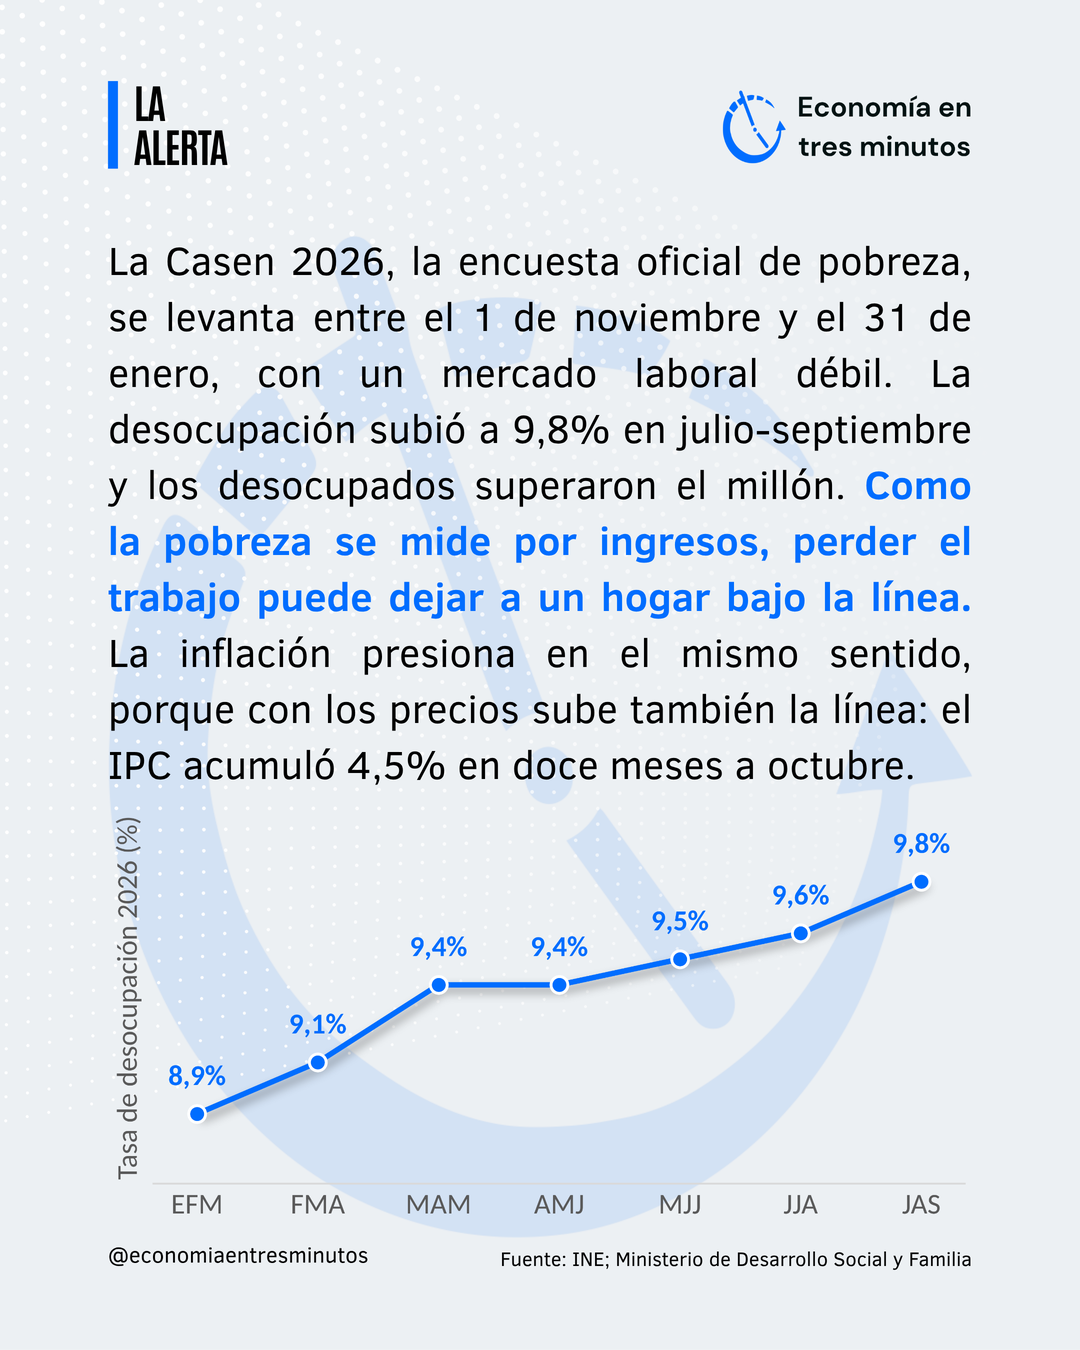 LA
ALERTA
Economía en
tres minutos
La Casen 2026, la encuesta oficial de pobreza,
se levanta entre el 1 de noviembre y el 31 de
enero, con un mercado laboral débil. La
desocupación subió a 9,8% en julio-septiembre
y los desocupados superaron el millón. Como
la pobreza se mide por ingresos, perder el
trabajo puede dejar a un hogar bajo la línea.
La inflación presiona en el mismo sentido,
porque con los precios sube también la línea: el
IPC acumuló 4,5% en doce meses a octubre.
Tasa de desocupación 2026 (%)
8,9%
9,1%
9,4%
9,4%
9,5%
9,6%
9,8%
EFM
FMA
MAM
AMJ
MJJ
JJA
JAS
@economiaentresminutos
Fuente: INE; Ministerio de Desarrollo Social y Familia